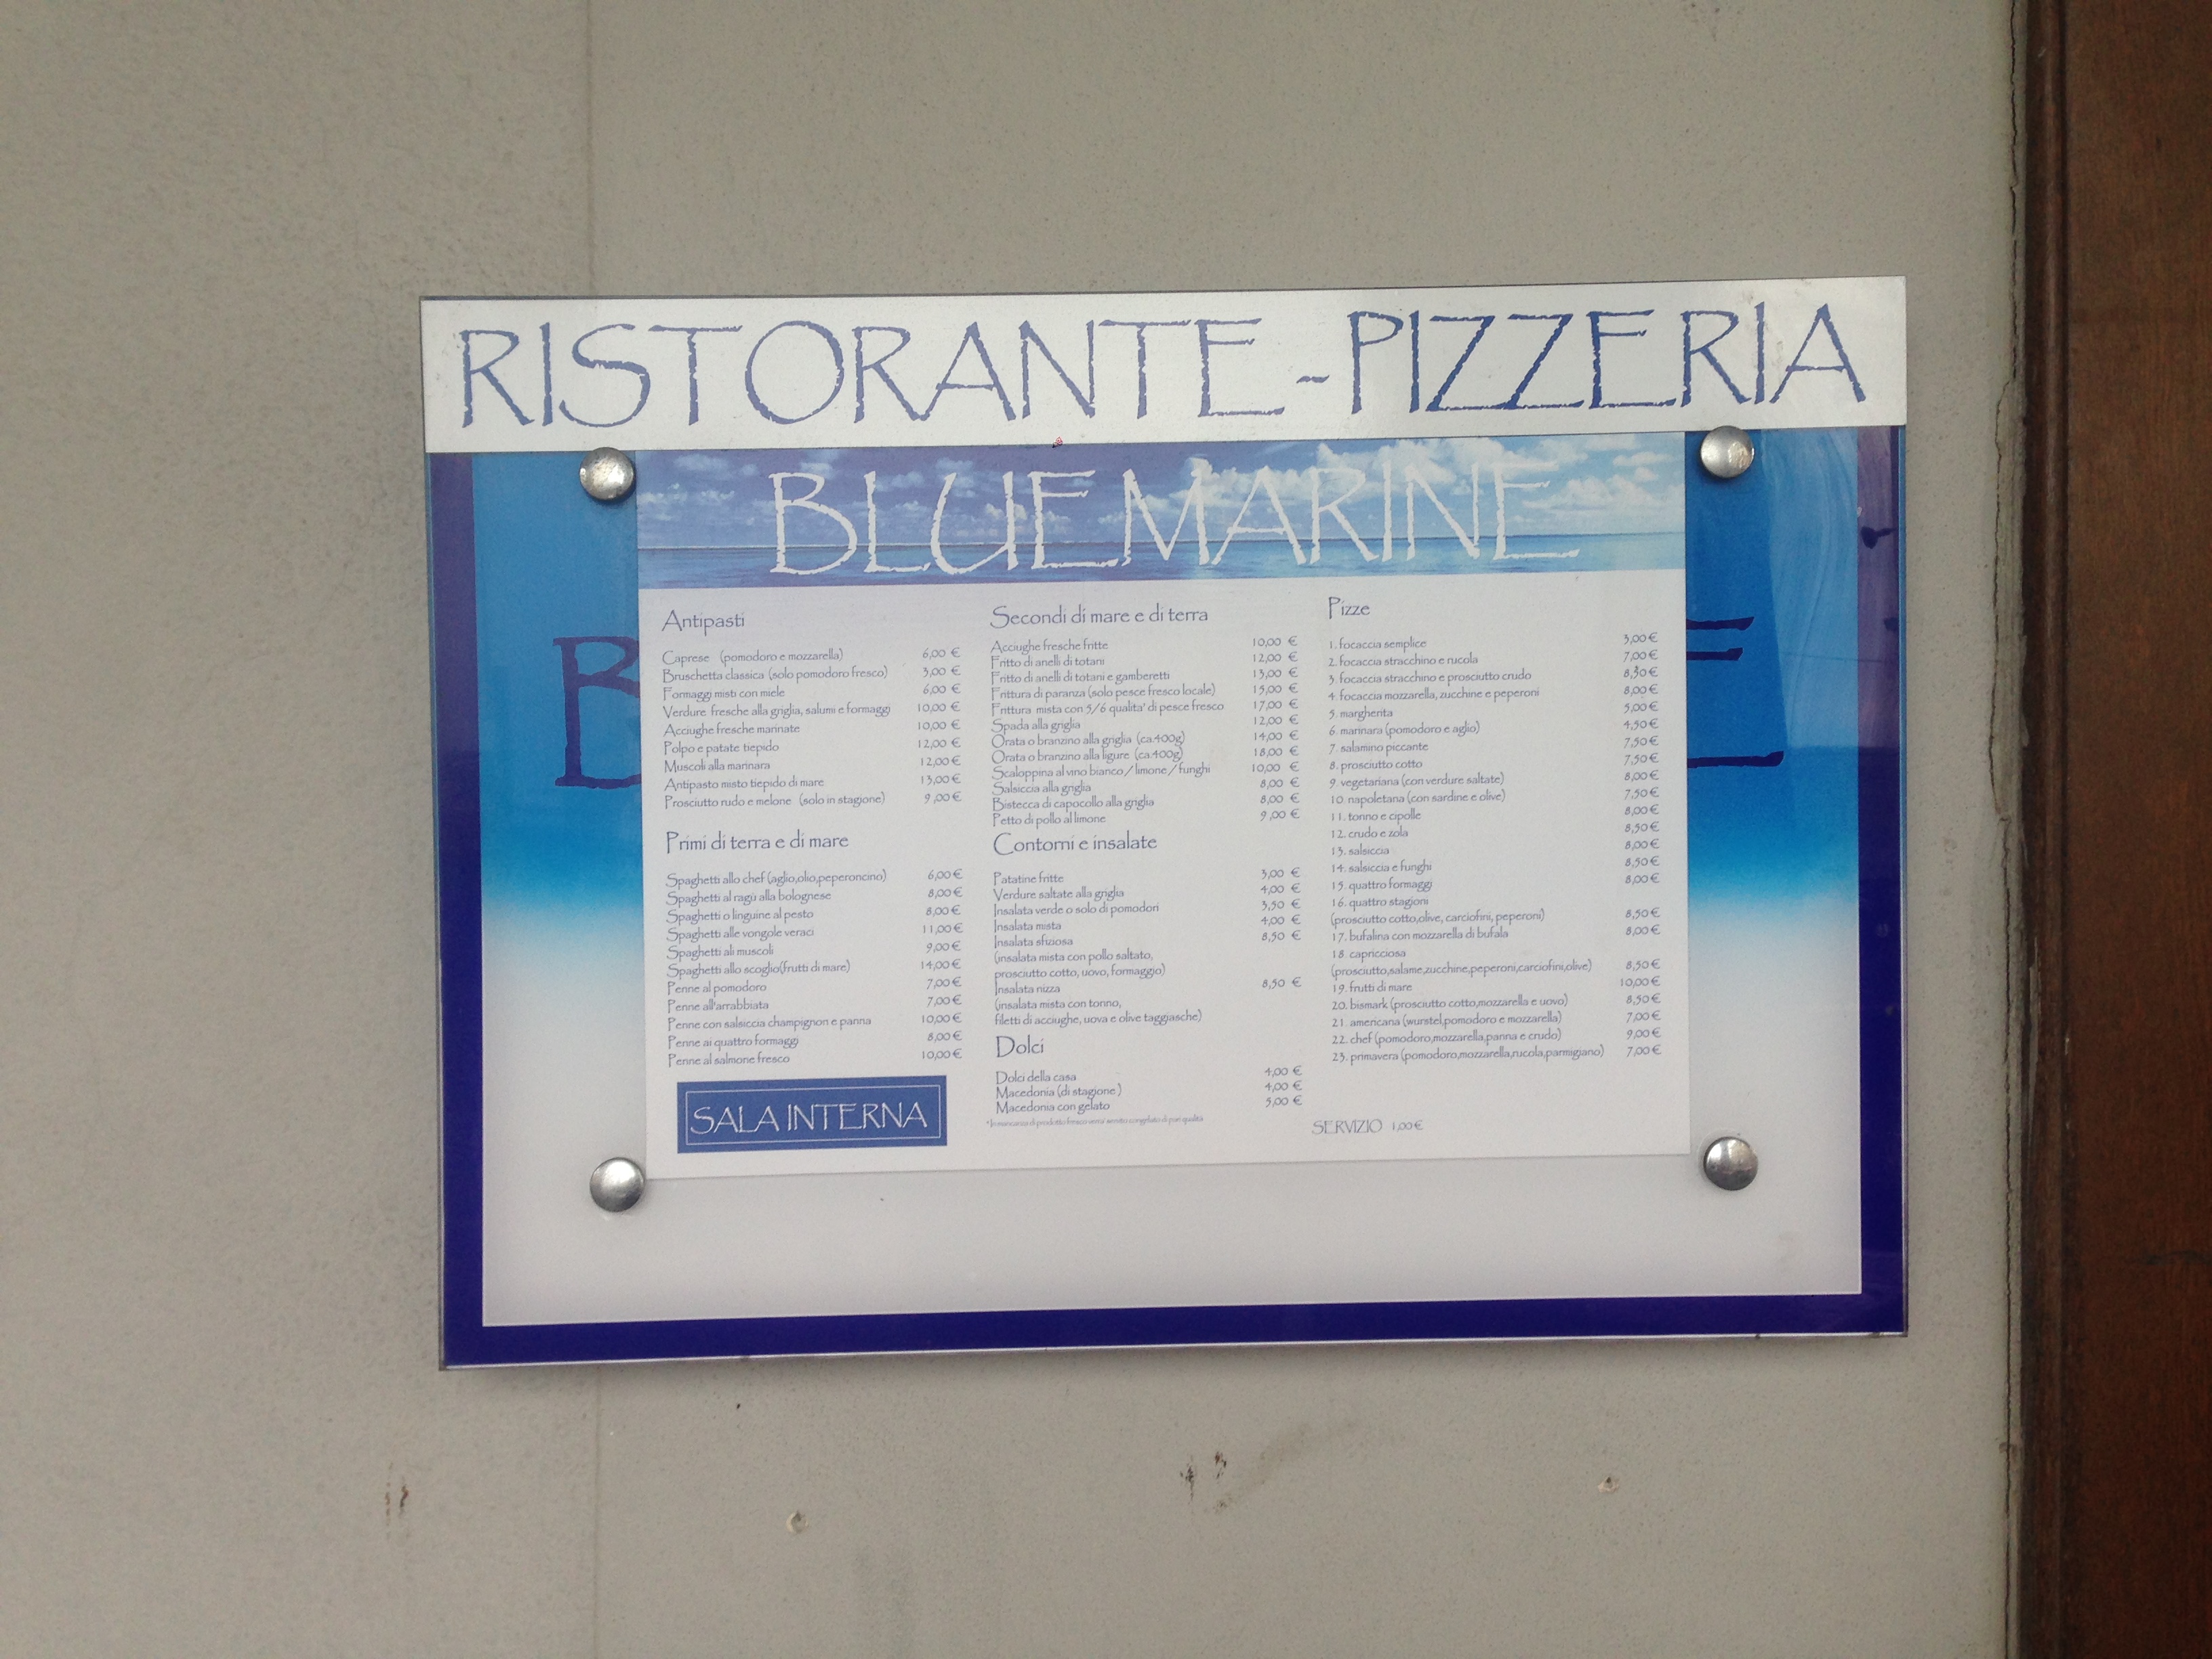 RISTORANTE-PIZZERIA
BLUE MARINE
Antipasti
Caprese (pomodoro e mozzarella) 6,00 €
Bruschetta classica (solo pomodoro fresco) 3,00 €
Formaggi misti con miele 6,00 €
Verdure fresche alla griglia, salumi e formaggi 10,00 €
Acciughe fresche marinate 10,00 €
Polpo e patate tiepido 12,00 €
Muscoli alla marinara 12,00 €
Antipasto misto tiepido di mare 13,00 €
Prosciutto rudo e melone (solo in stagione) 9,00 €
Primi di terra e di mare
Spaghetti allo chef (aglio,olio,peperoncino) 6,00 €
Spaghetti al ragù alla bolognese 8,00 €
Spaghetti o linguine al pesto 8,00 €
Spaghetti alle vongole veraci 11,00 €
Spaghetti ali muscoli 9,00 €
Spaghetti allo scoglio(frutti di mare) 14,00 €
Penne al pomodoro 7,00 €
Penne all'arrabbiata 7,00 €
Penne con salsiccia champignon e panna 10,00 €
Penne ai quattro formaggi 8,00 €
Penne al salmone fresco 10,00 €
SALA INTERNA
Secondi di mare e di terra
Acciughe fresche fritte 10,00 €
Fritto di anelli di totani 12,00 €
Fritto di anelli di totani e gamberetti 13,00 €
Frittura di paranza (solo pesce fresco locale) 15,00 €
Frittura mista con 5/6 qualita' di pesce fresco 17,00 €
Spada alla griglia 12,00 €
Orata o branzino alla griglia (ca.400g) 14,00 €
Orata o branzino alla ligure (ca.400g) 18,00 €
Scaloppina al vino bianco / limone / funghi 10,00 €
Salsiccia alla griglia 8,00 €
Bistecca di capocollo alla griglia 8,00 €
Petto di pollo al limone 9,00 €
Contorni e insalate
Patatine fritte 3,00 €
Verdure saltate alla griglia 4,00 €
Insalata verde o solo di pomodori 3,50 €
Insalata mista 4,00 €
Insalata sfiziosa 8,50 €
(insalata mista con pollo saltato,
prosciutto cotto, uovo, formaggio)
Insalata nizza 8,50 €
(insalata mista con tonno,
filetti di acciughe, uova e olive taggiasche)
Dolci
Dolci della casa 4,00 €
Macedonia (di stagione) 4,00 €
Macedonia con gelato 5,00 €
*In mancanza di prodotto fresco verra' servito congelato di pari qualità
Pizze
1. focaccia semplice 3,00 €
2. focaccia stracchino e rucola 7,00 €
3. focaccia stracchino e prosciutto crudo 8,50 €
4. focaccia mozzarella, zucchine e peperoni 8,00 €
5. margherita 5,00 €
6. marinara (pomodoro e aglio) 4,50 €
7. salamino piccante 7,50 €
8. prosciutto cotto 7,50 €
9. vegetariana (con verdure saltate) 8,00 €
10. napoletana (con sardine e olive) 7,50 €
11. tonno e cipolle 8,00 €
12. crudo e zola 8,50 €
13. salsiccia 8,00 €
14. salsiccia e funghi 8,50 €
15. quattro formaggi 8,00 €
16. quattro stagioni
(prosciutto cotto,olive, carciofini, peperoni) 8,50 €
17. bufalina con mozzarella di bufala 8,00 €
18. capricciosa
(prosciutto,salame,zucchine,peperoni,carciofini,olive) 8,50 €
19. frutti di mare 10,00 €
20. bismark (prosciutto cotto,mozzarella e uovo) 8,50 €
21. americana (wurstel,pomodoro e mozzarella) 7,00 €
22. chef (pomodoro,mozzarella,panna e crudo) 9,00 €
23. primavera (pomodoro,mozzarella,rucola,parmigiano) 7,00 €
SERVIZIO 1,00 €
B
E